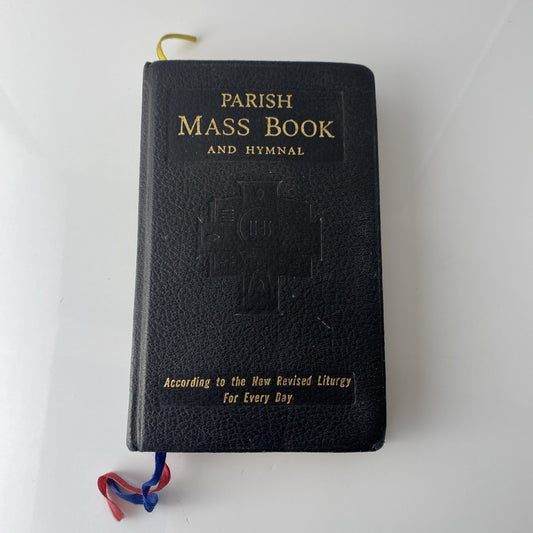 PARISH
MASS BOOK
AND HYMNAL
According to the New Revised Liturgy
For Every Day